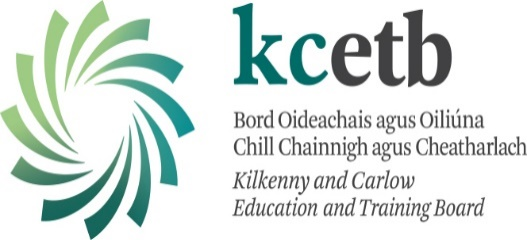 kcetb
Bord Oideachais agus Oiliúna
Chill Chainnigh agus Cheatharlach
Kilkenny and Carlow
Education and Training Board